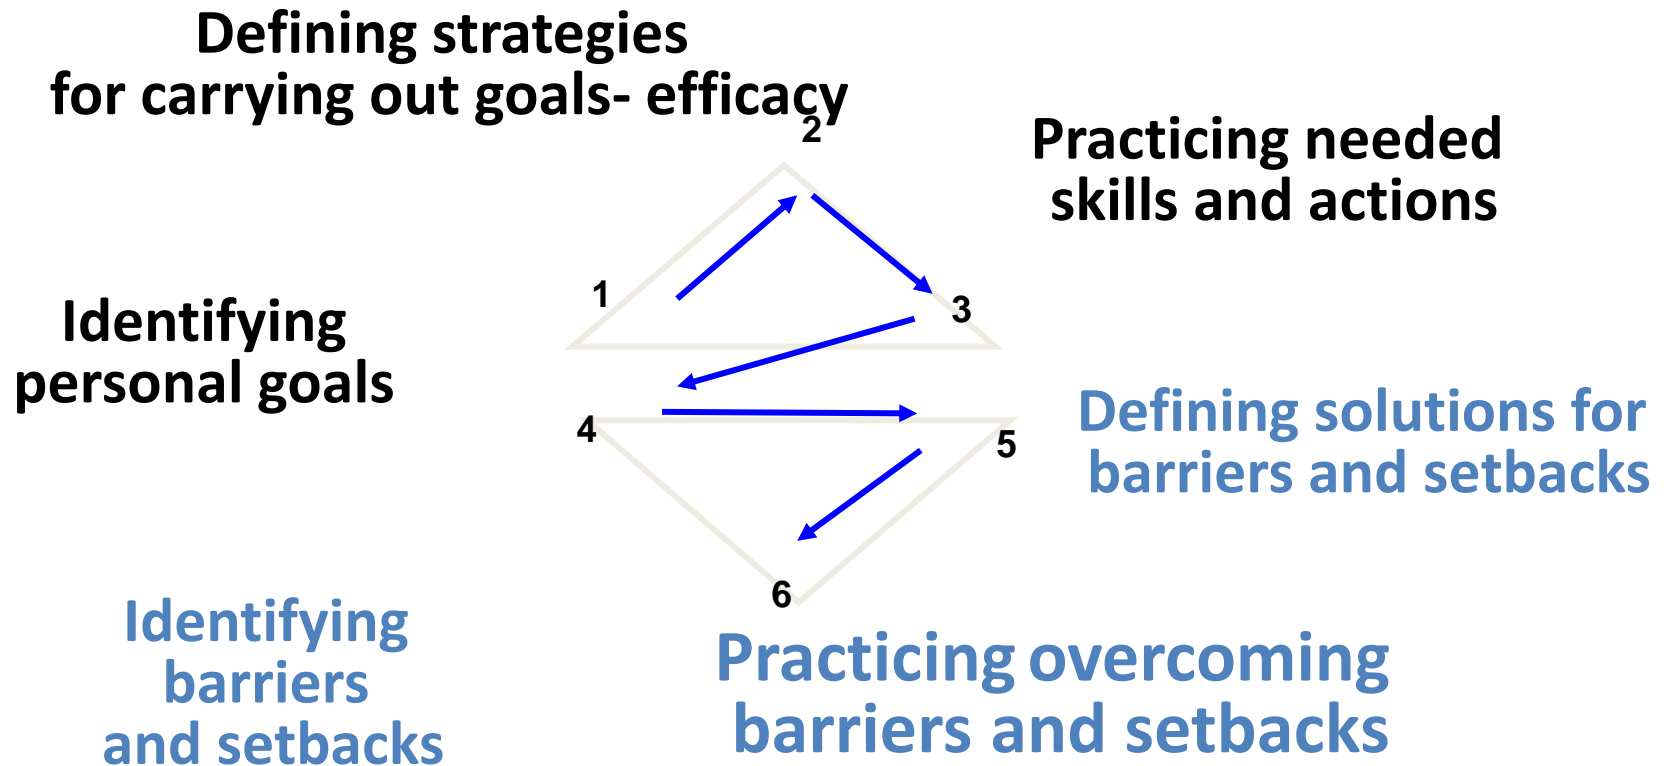 Defining strategies
for carrying out goals- efficacy
2
Practicing needed
skills and actions
1
3
Identifying
personal goals
4
5
Defining solutions for
barriers and setbacks
6
Identifying
barriers
and setbacks
Practicing overcoming
barriers and setbacks